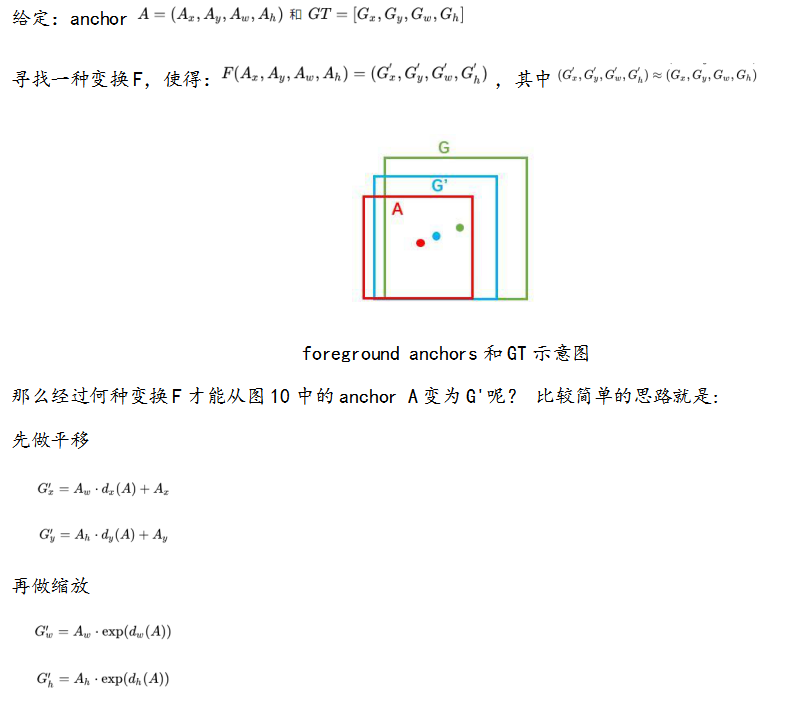 给定：anchor A = (A_x, A_y, A_w, A_h) 和 GT = [G_x, G_y, G_w, G_h]
寻找一种变换F，使得：F(A_x, A_y, A_w, A_h) = (G'_x, G'_y, G'_w, G'_h)，其中 (G'_x, G'_y, G'_w, G'_h) ≈ (G_x, G_y, G_w, G_h)
G
G'
A
foreground anchors 和 GT 示意图
那么经过何种变换F才能从图10中的anchor A变为G'呢？ 比较简单的思路就是：
先做平移
G'_x = A_w · d_x(A) + A_x
G'_y = A_h · d_y(A) + A_y
再做缩放
G'_w = A_w · exp(d_w(A))
G'_h = A_h · exp(d_h(A))